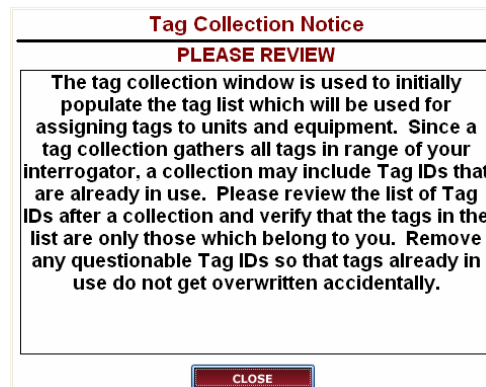 Tag Collection Notice
PLEASE REVIEW
The tag collection window is used to initially
populate the tag list which will be used for
assigning tags to units and equipment.  Since a
tag collection gathers all tags in range of your
interrogator, a collection may include Tag IDs that
are already in use.  Please review the list of Tag
IDs after a collection and verify that the tags in the
list are only those which belong to you.  Remove
any questionable Tag IDs so that tags already in
use do not get overwritten accidentally.
CLOSE